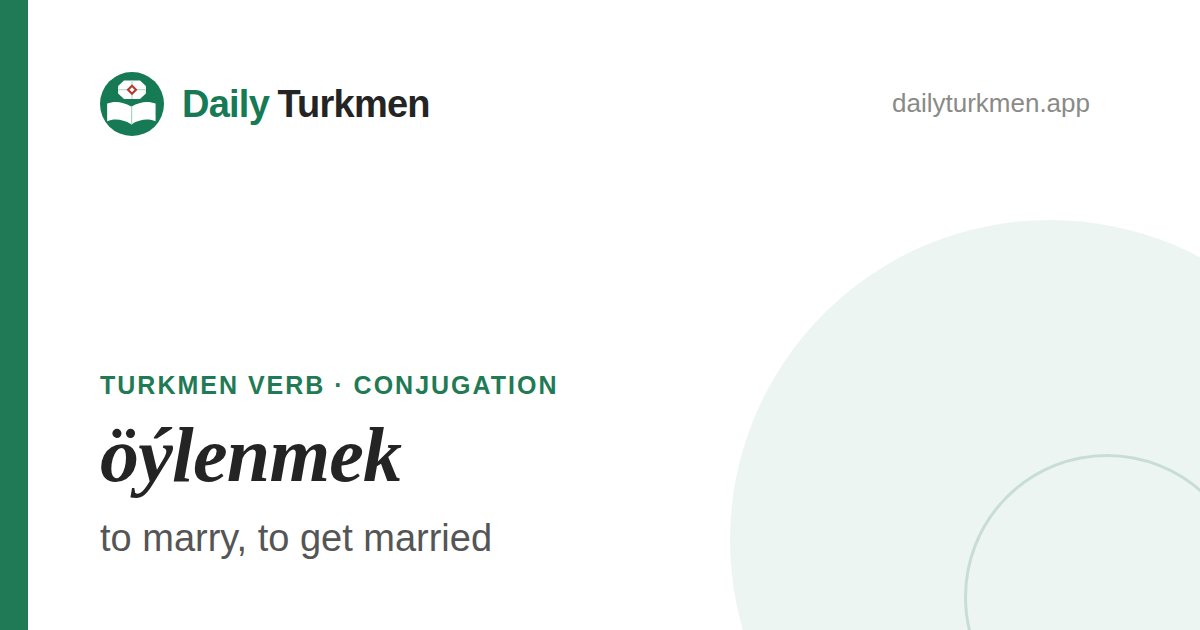 Daily Turkmen
dailyturkmen.app
TURKMEN VERB · CONJUGATION
öýlenmek
to marry, to get married